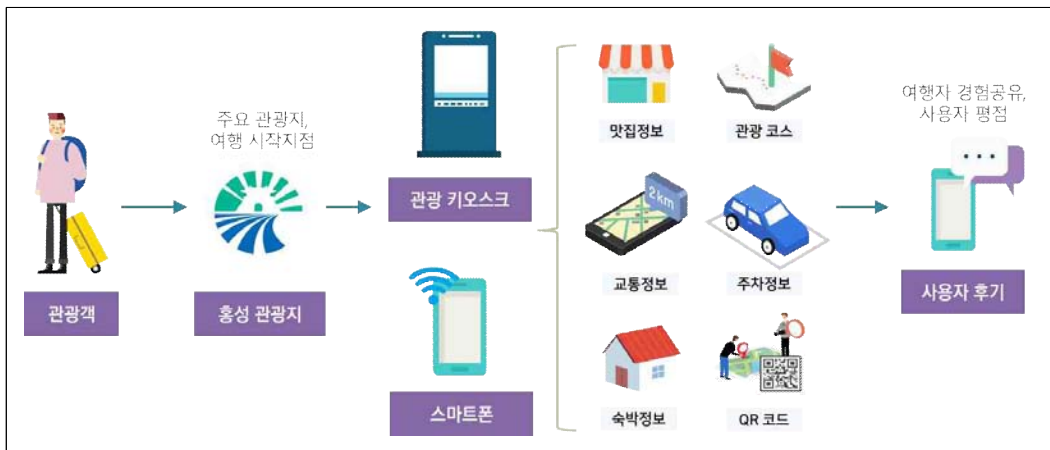 주요 관광지,
여행 시작지점
관광객
홍성 관광지
관광 키오스크
스마트폰
맛집정보
관광 코스
2 km
교통정보
주차정보
숙박정보
QR 코드
여행자 경험공유,
사용자 평점
사용자 후기